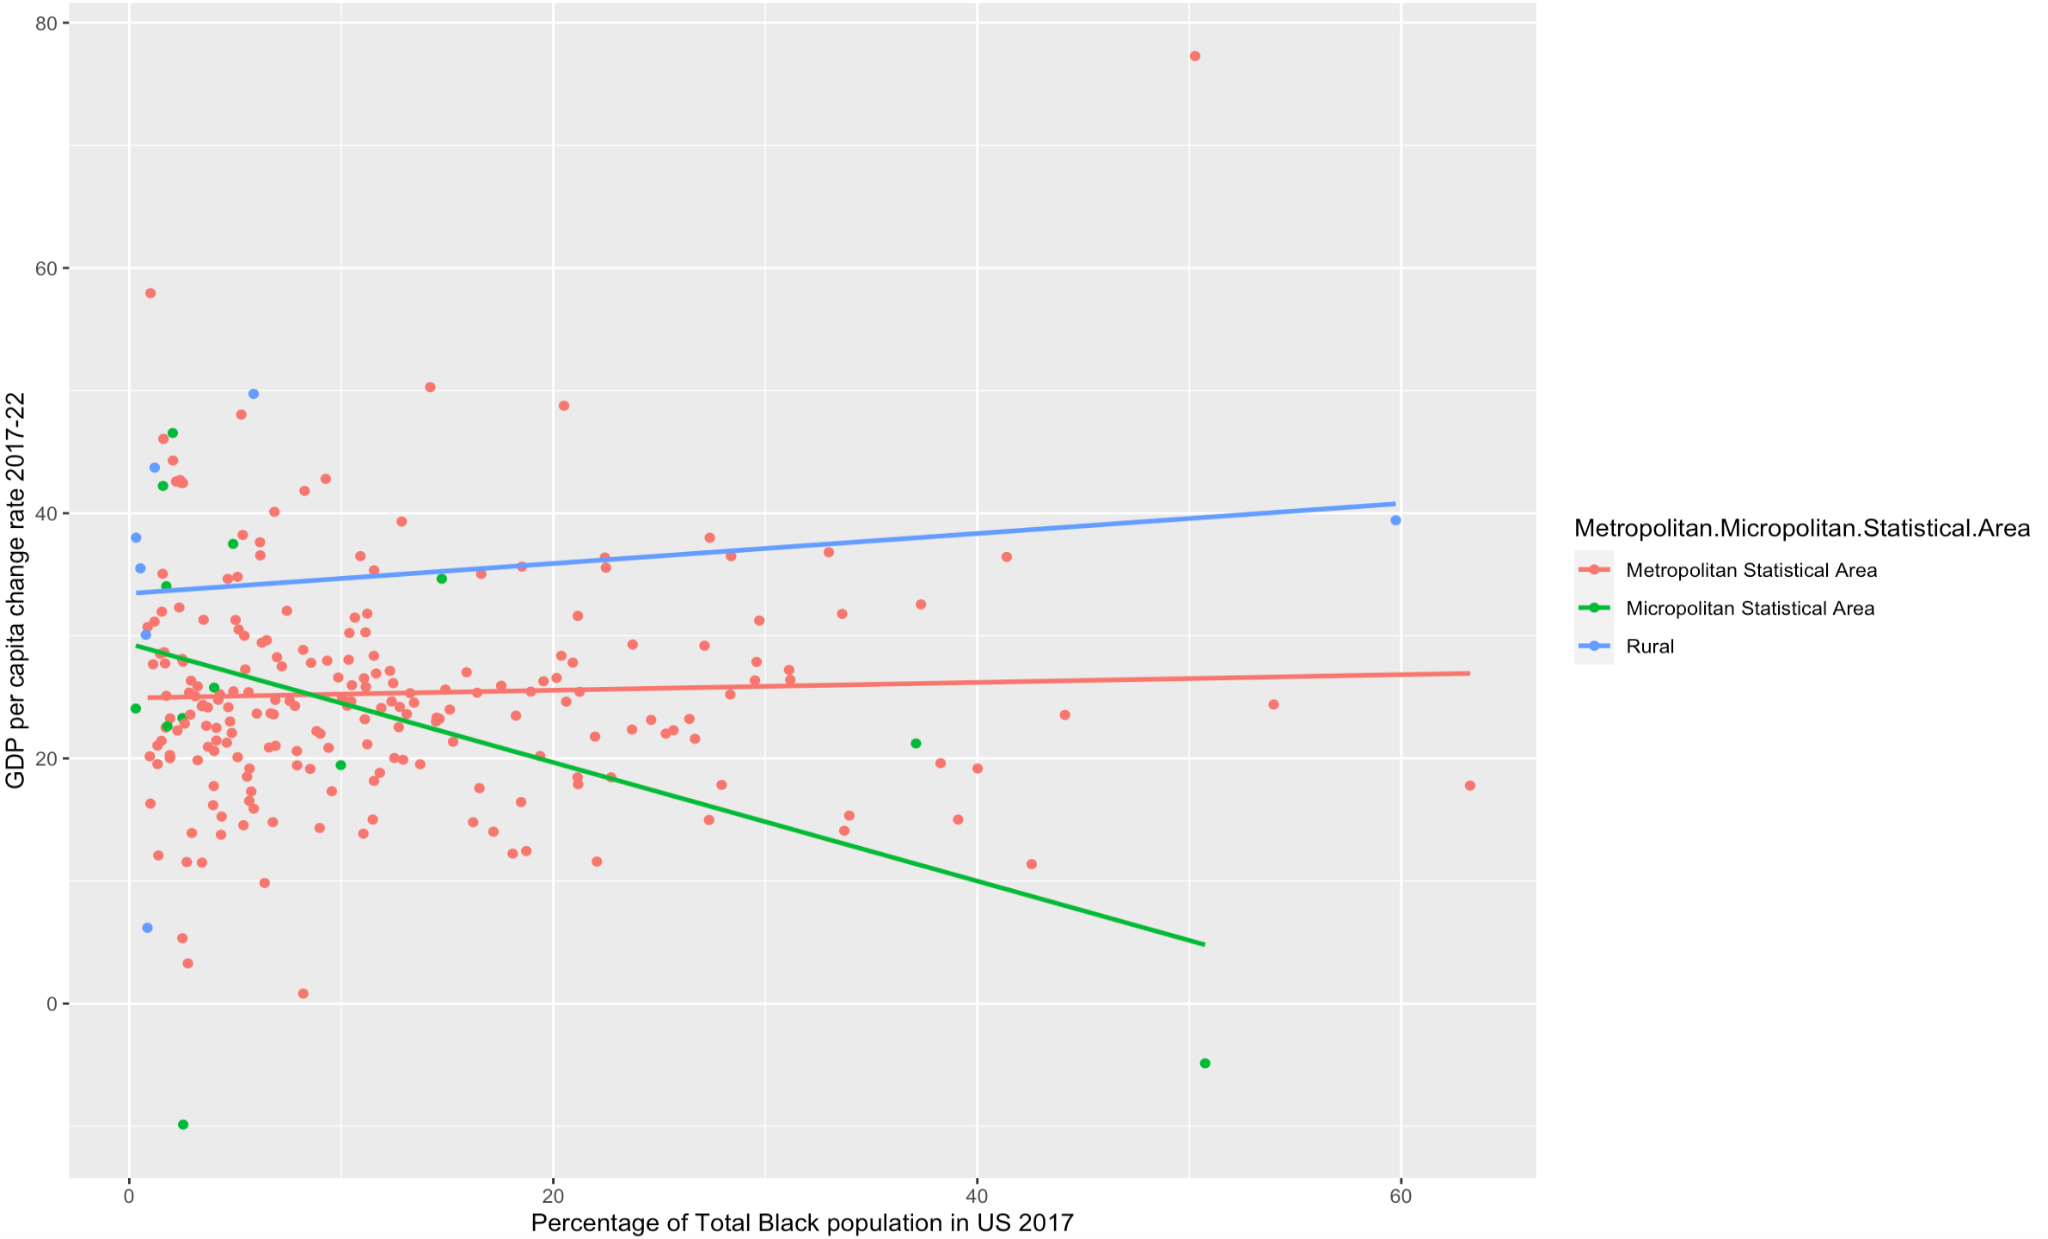 80
60
40
20
0
GDP per capita change rate 2017-22
0 20 40 60
Percentage of Total Black population in US 2017
Metropolitan.Micropolitan.Statistical.Area
Metropolitan Statistical Area
Micropolitan Statistical Area
Rural